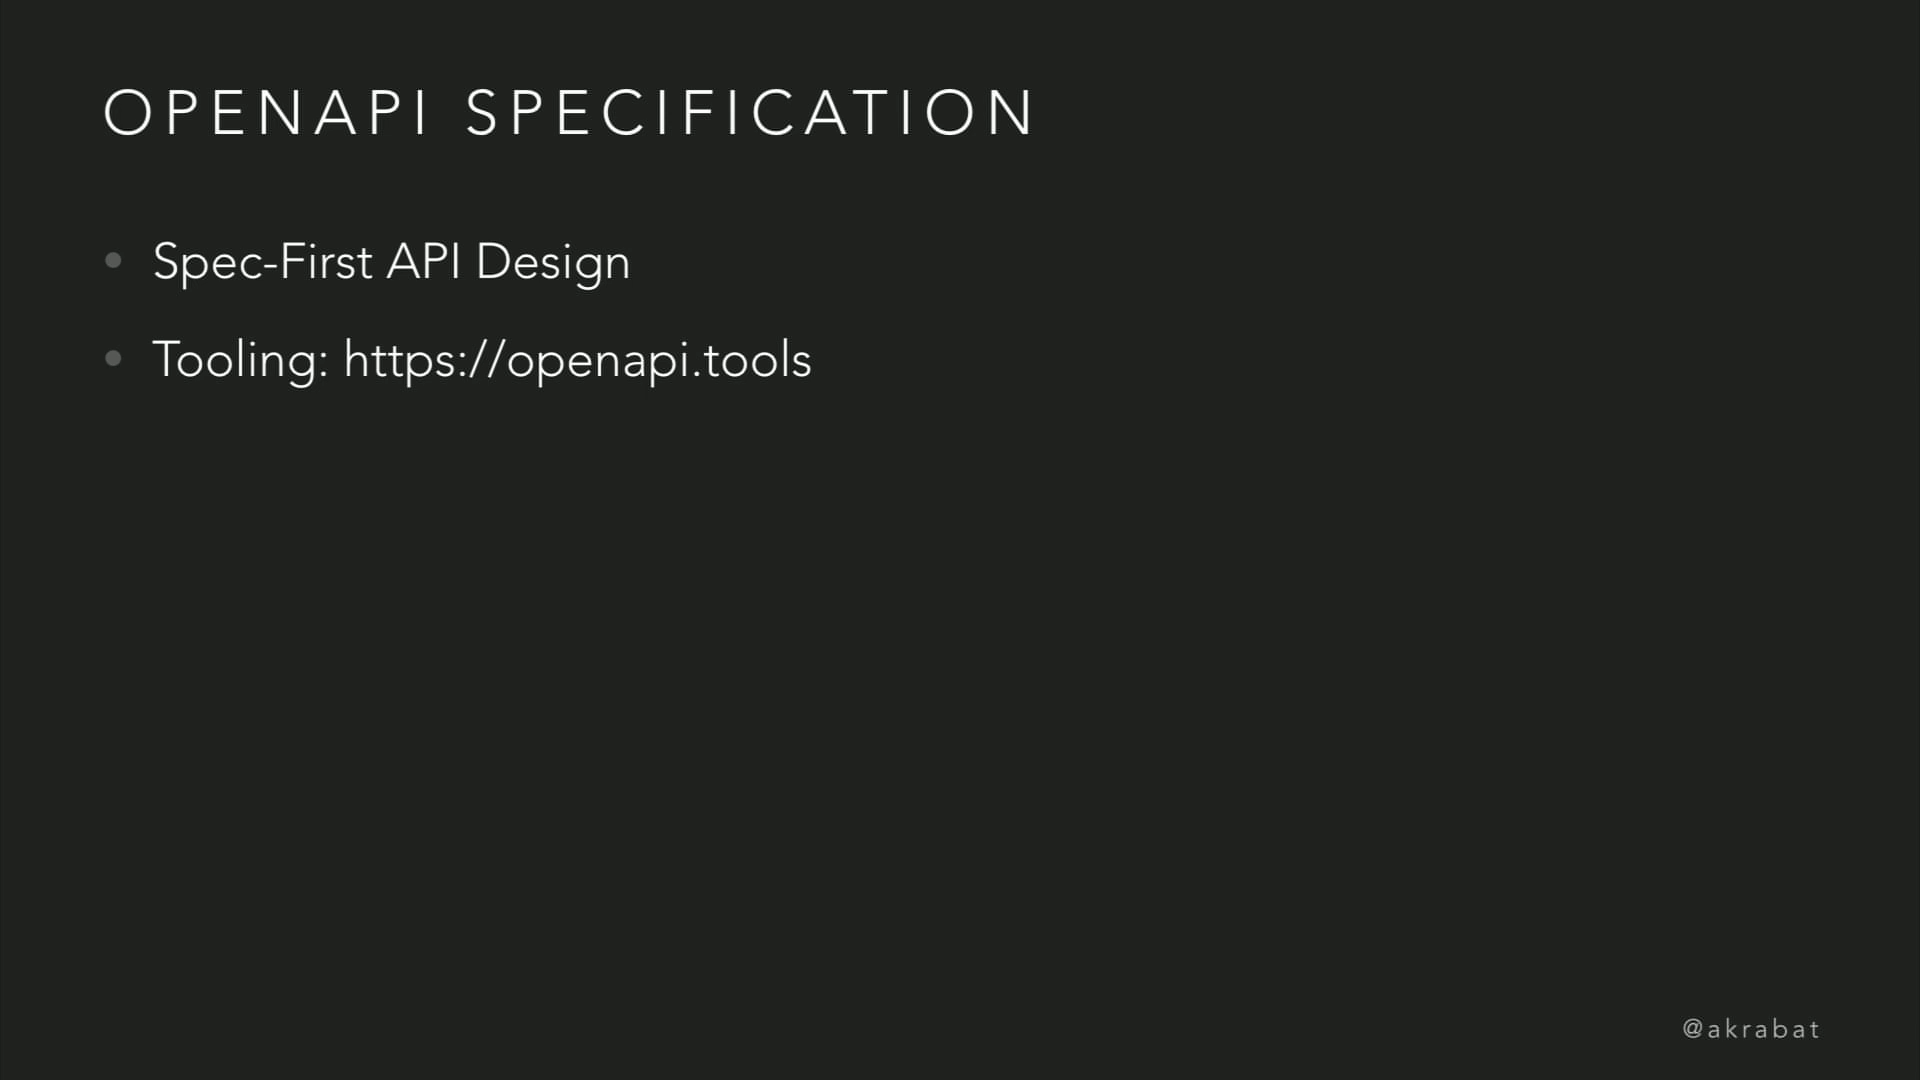 OPENAPI SPECIFICATION
• Spec-First API Design
• Tooling: https://openapi.tools
@akrabat